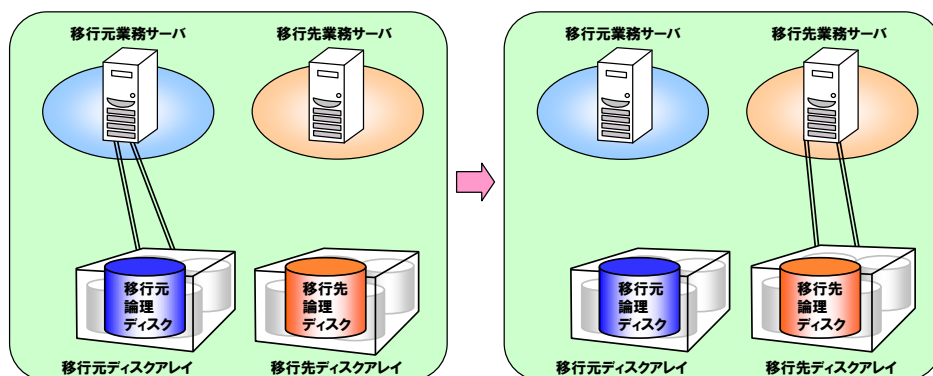 移行元業務サーバ
移行先業務サーバ
移行元
論理
ディスク
移行先
論理
ディスク
移行元ディスクアレイ
移行先ディスクアレイ
移行元業務サーバ
移行先業務サーバ
移行元
論理
ディスク
移行先
論理
ディスク
移行元ディスクアレイ
移行先ディスクアレイ